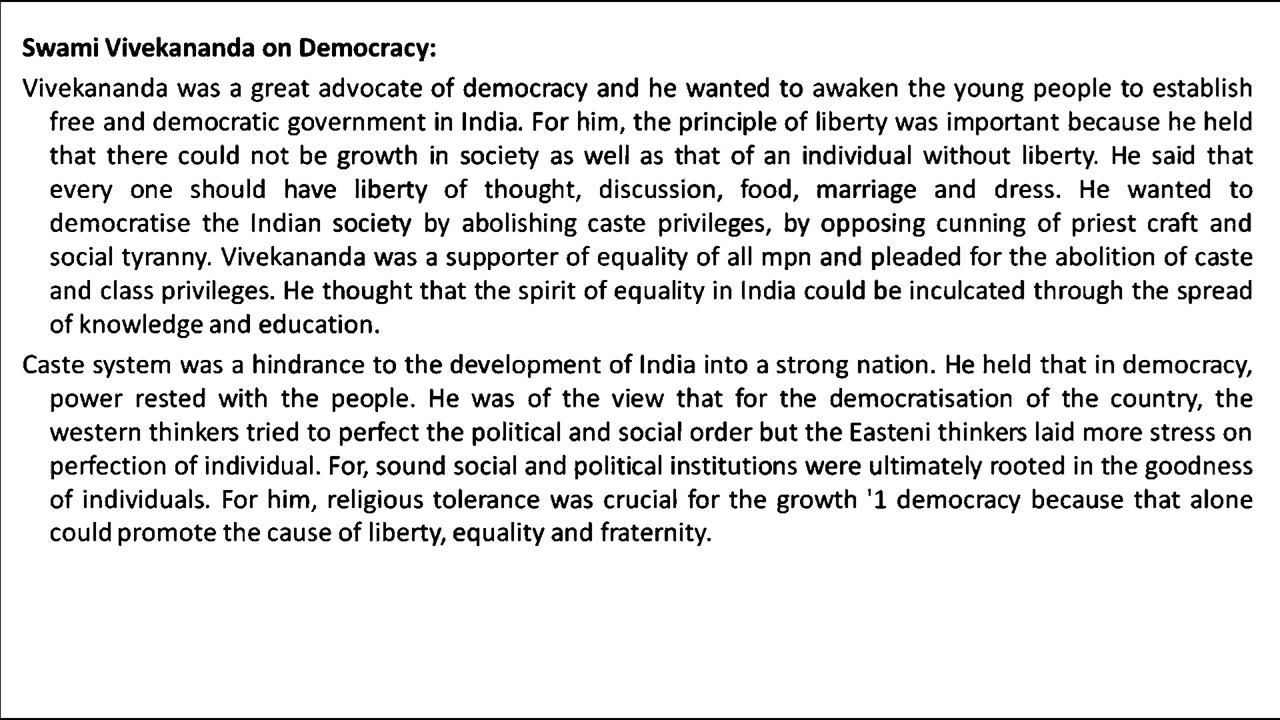 Swami Vivekananda on Democracy:
Vivekananda was a great advocate of democracy and he wanted to awaken the young people to establish
free and democratic government in India. For him, the principle of liberty was important because he held
that there could not be growth in society as well as that of an individual without liberty. He said that
every one should have liberty of thought, discussion, food, marriage and dress. He wanted to
democratise the Indian society by abolishing caste privileges, by opposing cunning of priest craft and
social tyranny. Vivekananda was a supporter of equality of all mpn and pleaded for the abolition of caste
and class privileges. He thought that the spirit of equality in India could be inculcated through the spread
of knowledge and education.
Caste system was a hindrance to the development of India into a strong nation. He held that in democracy,
power rested with the people. He was of the view that for the democratisation of the country, the
western thinkers tried to perfect the political and social order but the Easteni thinkers laid more stress on
perfection of individual. For, sound social and political institutions were ultimately rooted in the goodness
of individuals. For him, religious tolerance was crucial for the growth '1 democracy because that alone
could promote the cause of liberty, equality and fraternity.